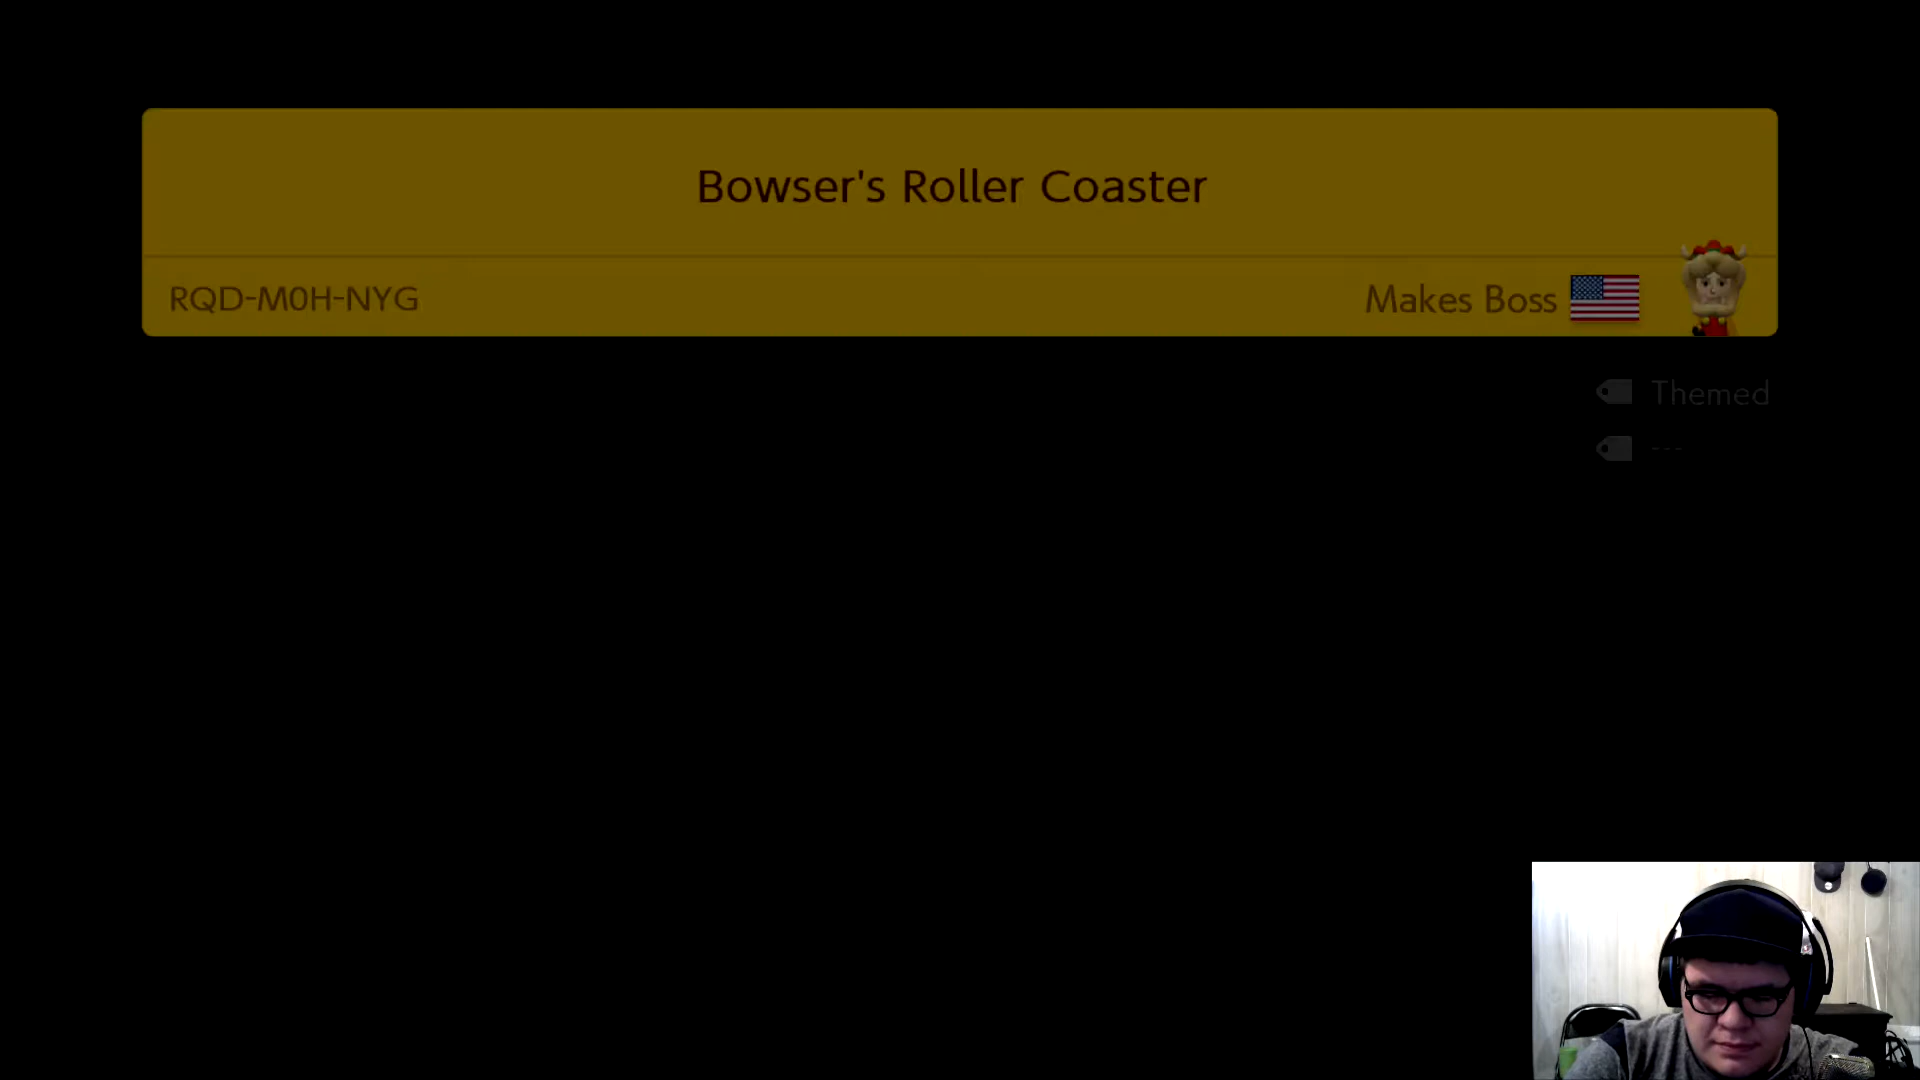 Bowser's Roller Coaster
RQD-M0H-NYG
Makes Boss
Themed
---